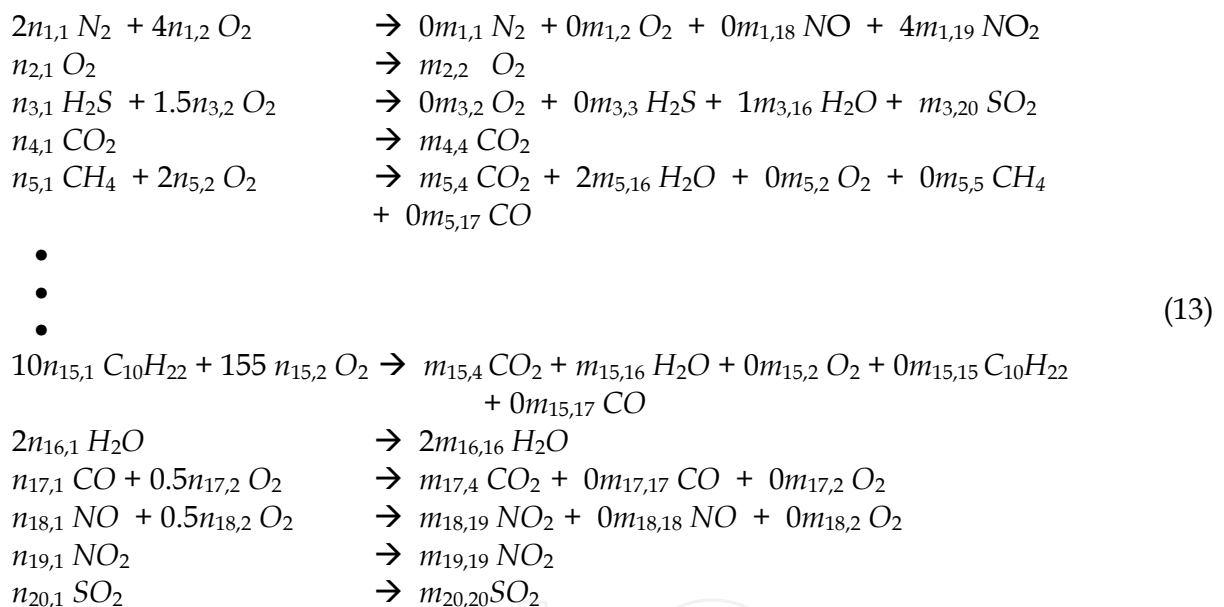 2n₁,₁ N₂ + 4n₁,₂ O₂ → 0m₁,₁ N₂ + 0m₁,₂ O₂ + 0m₁,₁₈ NO + 4m₁,₁₉ NO₂
n₂,₁ O₂ → m₂,₂ O₂
n₃,₁ H₂S + 1.5n₃,₂ O₂ → 0m₃,₂ O₂ + 0m₃,₃ H₂S + 1m₃,₁₆ H₂O + m₃,₂₀ SO₂
n₄,₁ CO₂ → m₄,₄ CO₂
n₅,₁ CH₄ + 2n₅,₂ O₂ → m₅,₄ CO₂ + 2m₅,₁₆ H₂O + 0m₅,₂ O₂ + 0m₅,₅ CH₄
+ 0m₅,₁₇ CO
•
•
(13)
•
10n₁₅,₁ C₁₀H₂₂ + 155 n₁₅,₂ O₂ → m₁₅,₄ CO₂ + m₁₅,₁₆ H₂O + 0m₁₅,₂ O₂ + 0m₁₅,₁₅ C₁₀H₂₂
+ 0m₁₅,₁₇ CO
2n₁₆,₁ H₂O → 2m₁₆,₁₆ H₂O
n₁₇,₁ CO + 0.5n₁₇,₂ O₂ → m₁₇,₄ CO₂ + 0m₁₇,₁₇ CO + 0m₁₇,₂ O₂
n₁₈,₁ NO + 0.5n₁₈,₂ O₂ → m₁₈,₁₉ NO₂ + 0m₁₈,₁₈ NO + 0m₁₈,₂ O₂
n₁₉,₁ NO₂ → m₁₉,₁₉ NO₂
n₂₀,₁ SO₂ → m₂₀,₂₀SO₂